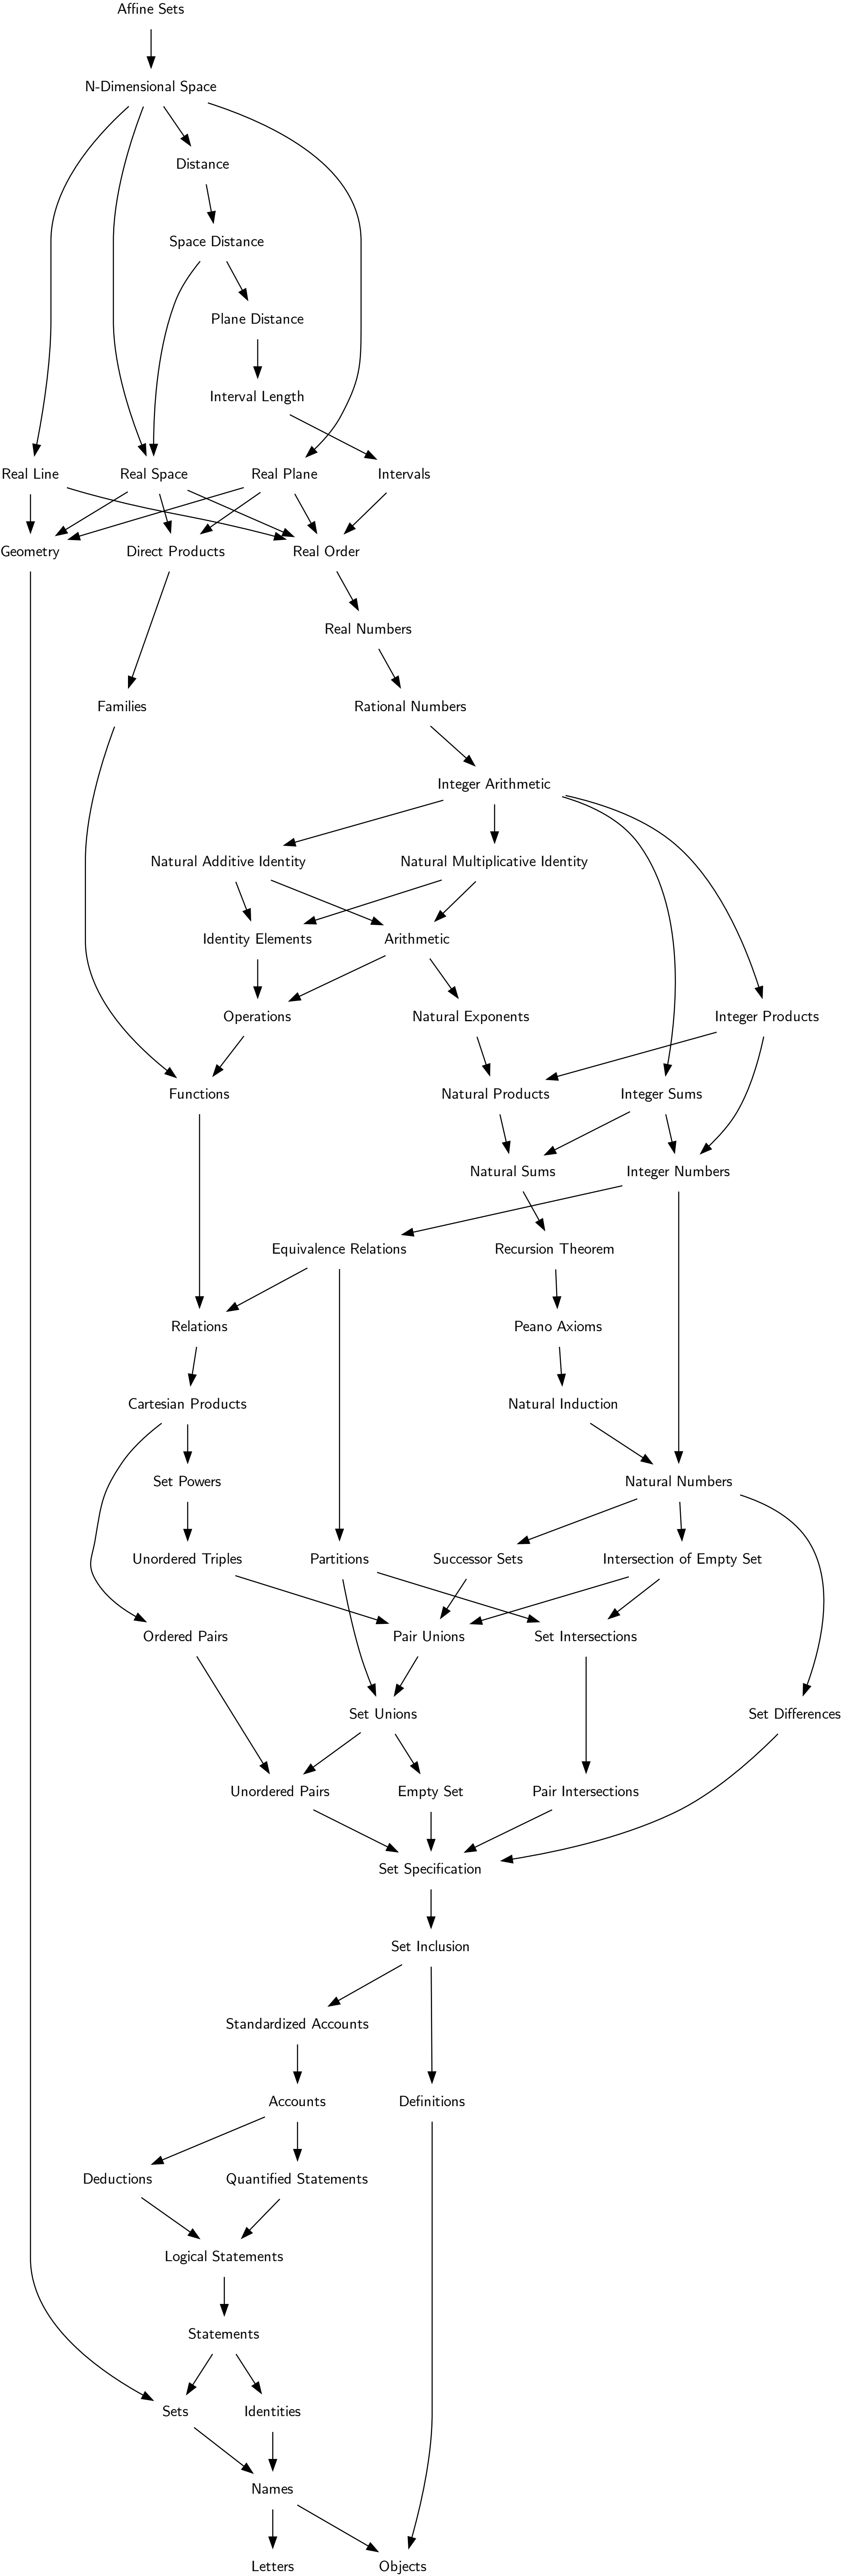 Affine Sets
N-Dimensional Space
Distance
Space Distance
Plane Distance
Interval Length
Real Line
Real Space
Real Plane
Intervals
Geometry
Direct Products
Real Order
Real Numbers
Families
Rational Numbers
Integer Arithmetic
Natural Additive Identity
Natural Multiplicative Identity
Identity Elements
Arithmetic
Operations
Natural Exponents
Integer Products
Functions
Natural Products
Integer Sums
Natural Sums
Integer Numbers
Equivalence Relations
Recursion Theorem
Relations
Peano Axioms
Cartesian Products
Natural Induction
Set Powers
Natural Numbers
Unordered Triples
Partitions
Successor Sets
Intersection of Empty Set
Ordered Pairs
Pair Unions
Set Intersections
Set Unions
Set Differences
Unordered Pairs
Empty Set
Pair Intersections
Set Specification
Set Inclusion
Standardized Accounts
Accounts
Definitions
Deductions
Quantified Statements
Logical Statements
Statements
Sets
Identities
Names
Letters
Objects